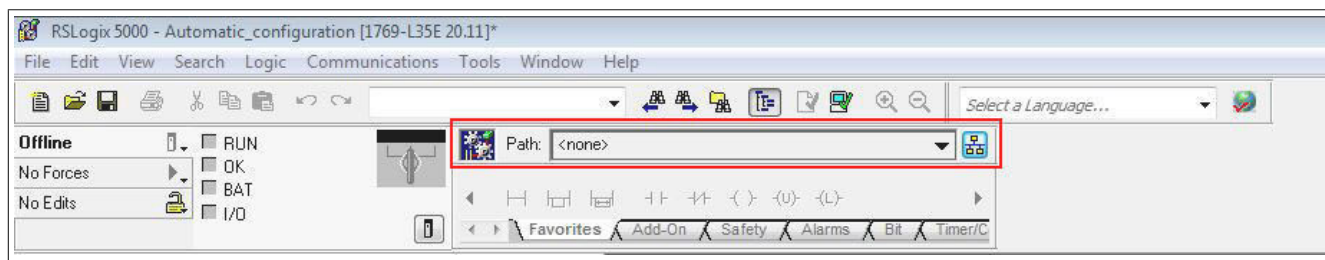 RSLogix 5000 - Automatic_configuration [1769-L35E 20.11]*
File Edit View Search Logic Communications Tools Window Help
Select a Language...
Offline
RUN
Path: <none>
No Forces
OK
BAT
No Edits
I/O
(U) (L)
Favorites Add-On Safety Alarms Bit Timer/C